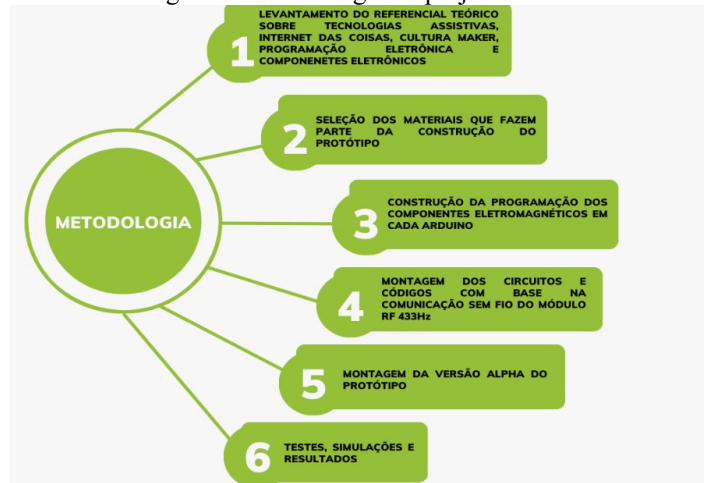 METODOLOGIA
1
LEVANTAMENTO DO REFERENCIAL TEÓRICO
SOBRE TECNOLOGIAS ASSISTIVAS,
INTERNET DAS COISAS, CULTURA MAKER,
PROGRAMAÇÃO ELETRÔNICA E
COMPONENETES ELETRÔNICOS
2
SELEÇÃO DOS MATERIAIS QUE FAZEM
PARTE DA CONSTRUÇÃO DO
PROTÓTIPO
3
CONSTRUÇÃO DA PROGRAMAÇÃO DOS
COMPONENTES ELETROMAGNÉTICOS EM
CADA ARDUINO
4
MONTAGEM DOS CIRCUITOS E
CÓDIGOS COM BASE NA
COMUNICAÇÃO SEM FIO DO MÓDULO
RF 433Hz
5
MONTAGEM DA VERSÃO ALPHA DO
PROTÓTIPO
6
TESTES, SIMULAÇÕES E
RESULTADOS